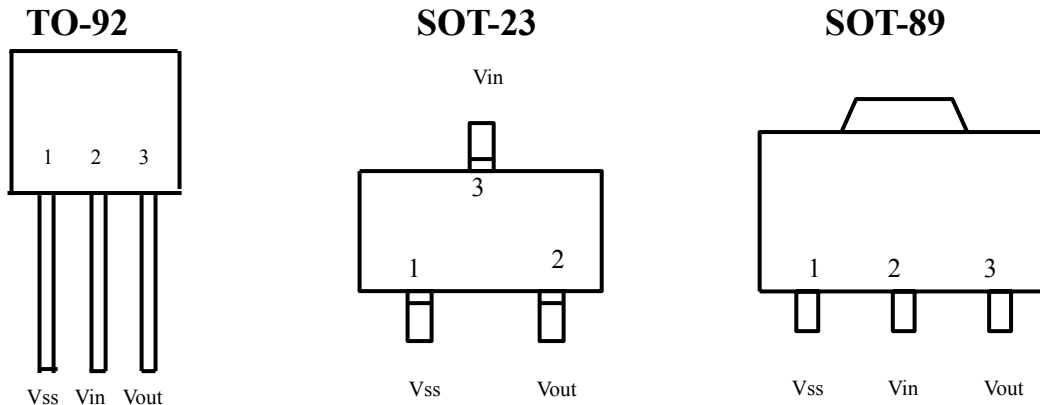 TO-92
1 2 3
Vss Vin Vout
SOT-23
Vin
3
1 2
Vss Vout
SOT-89
1 2 3
Vss Vin Vout